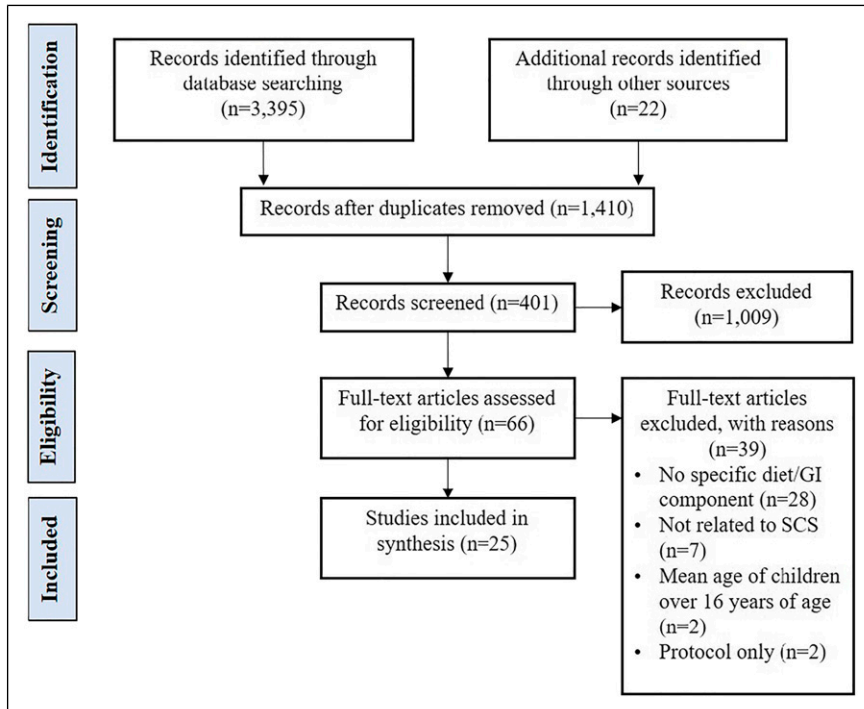 Identification
Records identified through
database searching
(n=3,395)
Additional records identified
through other sources
(n=22)
Records after duplicates removed (n=1,410)
Screening
Records screened (n=401)
Records excluded
(n=1,009)
Eligibility
Full-text articles assessed
for eligibility (n=66)
Full-text articles
excluded, with reasons
(n=39)
• No specific diet/GI
component (n=28)
• Not related to SCS
(n=7)
• Mean age of children
over 16 years of age
(n=2)
• Protocol only (n=2)
Included
Studies included in
synthesis (n=25)